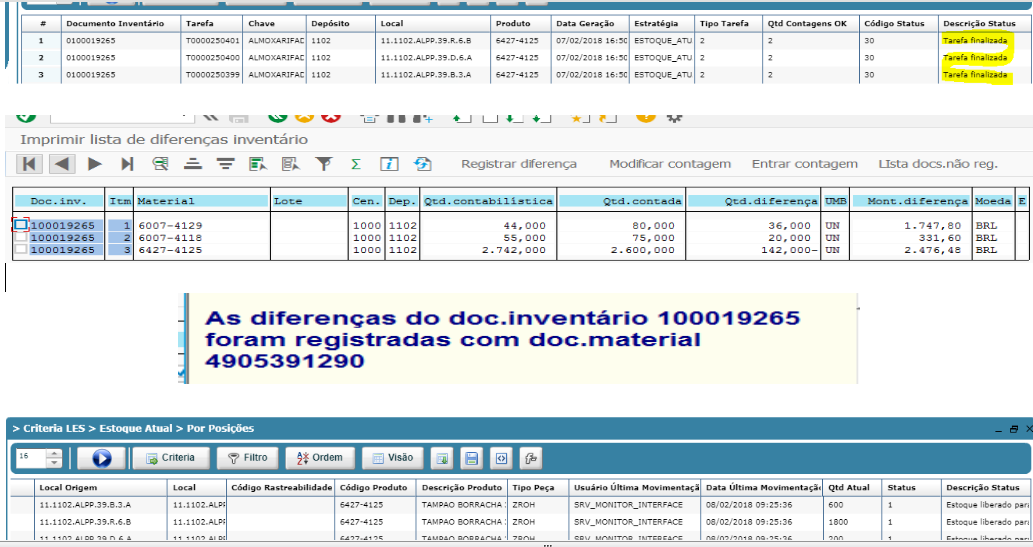 # Documento Inventário Tarefa Chave Depósito Local Produto Data Geração Estratégia Tipo Tarefa Qtd Contagens OK Código Status Descrição Status
1 0100019265 T0000250401 ALMOXARIFAC 1102 11.1102.ALPP.39.R.6.B 6427-4125 07/02/2018 16:50 ESTOQUE_ATU 2 2 30 Tarefa finalizada
2 0100019265 T0000250400 ALMOXARIFAC 1102 11.1102.ALPP.39.D.6.A 6427-4125 07/02/2018 16:50 ESTOQUE_ATU 2 2 30 Tarefa finalizada
3 0100019265 T0000250399 ALMOXARIFAC 1102 11.1102.ALPP.39.B.3.A 6427-4125 07/02/2018 16:50 ESTOQUE_ATU 2 2 30 Tarefa finalizada
Imprimir lista de diferenças inventário
Registrar diferença Modificar contagem Entrar contagem LIsta docs.não reg.
Doc.inv. Itm Material Lote Cen. Dep. Qtd.contabilística Qtd.contada Qtd.diferença UMB Mont.diferença Moeda E
100019265 1 6007-4129 1000 1102 44,000 80,000 36,000 UN 1.747,80 BRL
100019265 2 6007-4118 1000 1102 55,000 75,000 20,000 UN 331,60 BRL
100019265 3 6427-4125 1000 1102 2.742,000 2.600,000 142,000- UN 2.476,48 BRL
As diferenças do doc.inventário 100019265
foram registradas com doc.material
4905391290
> Criteria LES > Estoque Atual > Por Posições
16 Criteria Filtro Ordem Visão
Local Origem Local Código Rastreabilidade Código Produto Descrição Produto Tipo Peça Usuário Última Movimentaçã Data Última Movimentaçã Qtd Atual Status Descrição Status
11.1102.ALPP.39.B.3.A 11.1102.ALPF 6427-4125 TAMPAO BORRACHA ZROH SRV_MONITOR_INTERFACE 08/02/2018 09:25:36 600 1 Estoque liberado para
11.1102.ALPP.39.R.6.B 11.1102.ALPF 6427-4125 TAMPAO BORRACHA ZROH SRV_MONITOR_INTERFACE 08/02/2018 09:25:36 1800 1 Estoque liberado para
11.1102.ALPP.39.D.6.A 11.1102.ALPF 6427-4125 TAMPAO BORRACHA ZROH SRV_MONITOR_INTERFACE 08/02/2018 09:25:36 200 1 Estoque liberado para